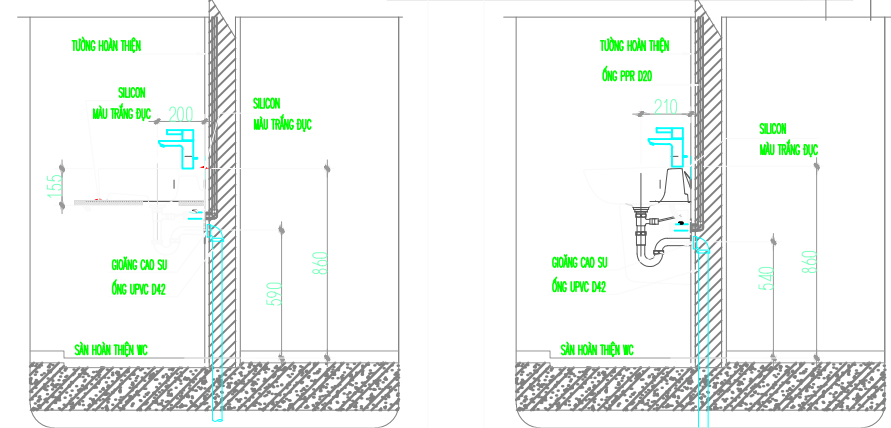 TƯỜNG HOÀN THIỆN
SILICON
MÀU TRẮNG ĐỤC
200
SILICON
MÀU TRẮNG ĐỤC
155
GIOĂNG CAO SU
ỐNG UPVC D42
590
860
SÀN HOÀN THIỆN WC
TƯỜNG HOÀN THIỆN
ỐNG PPR D20
210
SILICON
MÀU TRẮNG ĐỤC
GIOĂNG CAO SU
ỐNG UPVC D42
540
860
SÀN HOÀN THIỆN WC